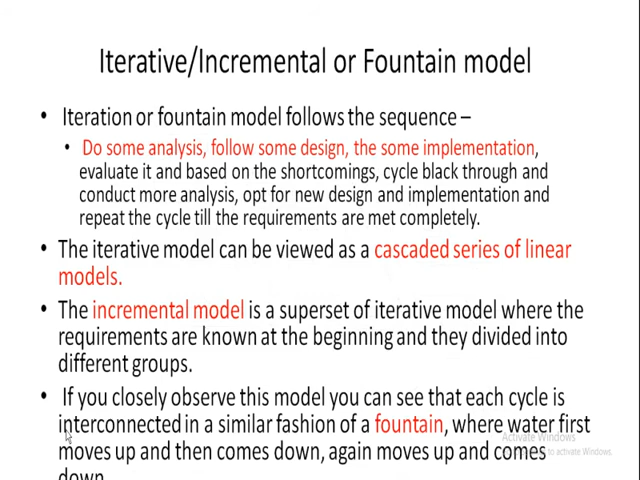 Iterative/Incremental or Fountain model
• Iteration or fountain model follows the sequence –
• Do some analysis, follow some design, the some implementation,
evaluate it and based on the shortcomings, cycle black through and
conduct more analysis, opt for new design and implementation and
repeat the cycle till the requirements are met completely.
• The iterative model can be viewed as a cascaded series of linear
models.
• The incremental model is a superset of iterative model where the
requirements are known at the beginning and they divided into
different groups.
• If you closely observe this model you can see that each cycle is
interconnected in a similar fashion of a fountain, where water first
Activate Windows
moves up and then comes down, again moves up and comes
to activate Windows.
down